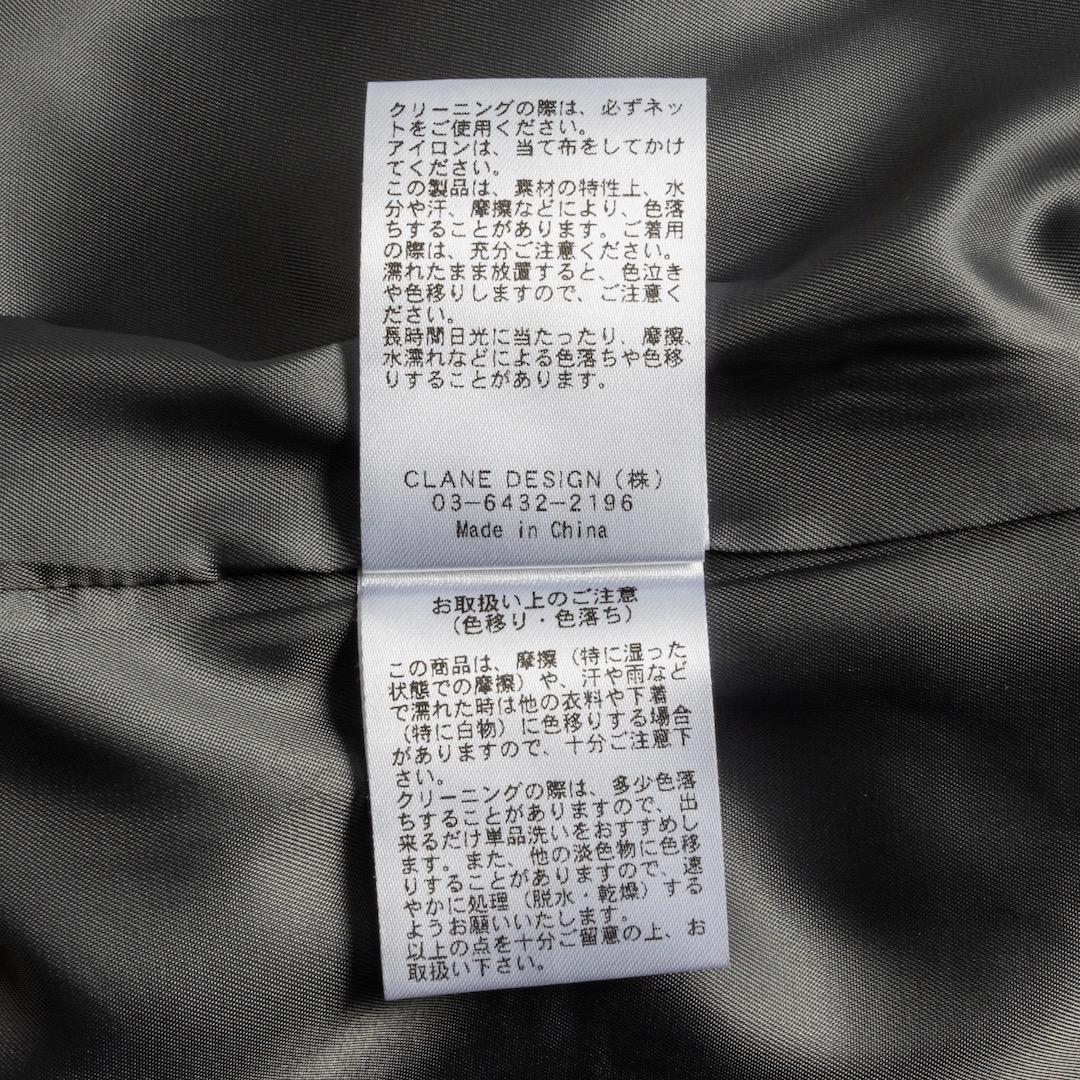 クリーニングの際は、必ずネッ
トをご使用ください。
アイロンは、当て布をしてかけ
てください。
この製品は、素材の特性上、水
分や汗、摩擦などにより、色落
ちすることがあります。ご着用
の際は、充分ご注意ください。
濡れたまま放置すると、色泣き
や色移りしますので、ご注意く
ださい。
長時間日光に当たったり、摩擦、
水濡れなどによる色落ちや色移
りすることがあります。
CLANE DESIGN（株）
03-6432-2196
Made in China
お取扱い上のご注意
（色移り・色落ち）
この商品は、摩擦（特に湿った
状態での摩擦）や、汗や雨など
で濡れた時は他の衣料や下着
（特に白物）に色移りする場合
がありますので、十分ご注意下
さい。
クリーニングの際は、多少色落
ちすることがありますので、出
来るだけ単品洗いをおすすめし
ます。また、他の淡色物に色移
りすることがありますので、速
やかに処理（脱水・乾燥）する
ようお願いいたします。
以上の点を十分ご留意の上、お
取扱い下さい。